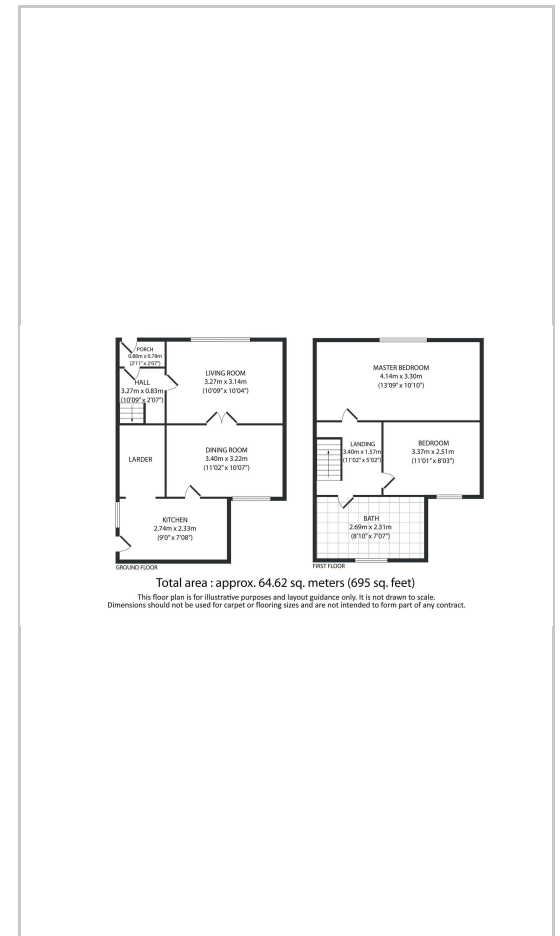 PORCH
0.88m x 0.78m
(2'11" x 2'07")
HALL
3.27m x 0.83m
(10'09" x 2'07")
LIVING ROOM
3.27m x 3.14m
(10'09" x 10'04")
LARDER
DINING ROOM
3.40m x 3.22m
(11'02" x 10'07")
KITCHEN
2.74m x 2.33m
(9'0" x 7'08")
GROUND FLOOR
MASTER BEDROOM
4.14m x 3.30m
(13'09" x 10'10")
LANDING
3.40m x 1.57m
(11'02" x 5'02")
BEDROOM
3.37m x 2.51m
(11'01" x 8'03")
BATH
2.69m x 2.31m
(8'10" x 7'07")
FIRST FLOOR
Total area : approx. 64.62 sq. meters (695 sq. feet)
This floor plan is for illustrative purposes and layout guidance only. It is not drawn to scale.
Dimensions should not be used for carpet or flooring sizes and are not intended to form part of any contract.